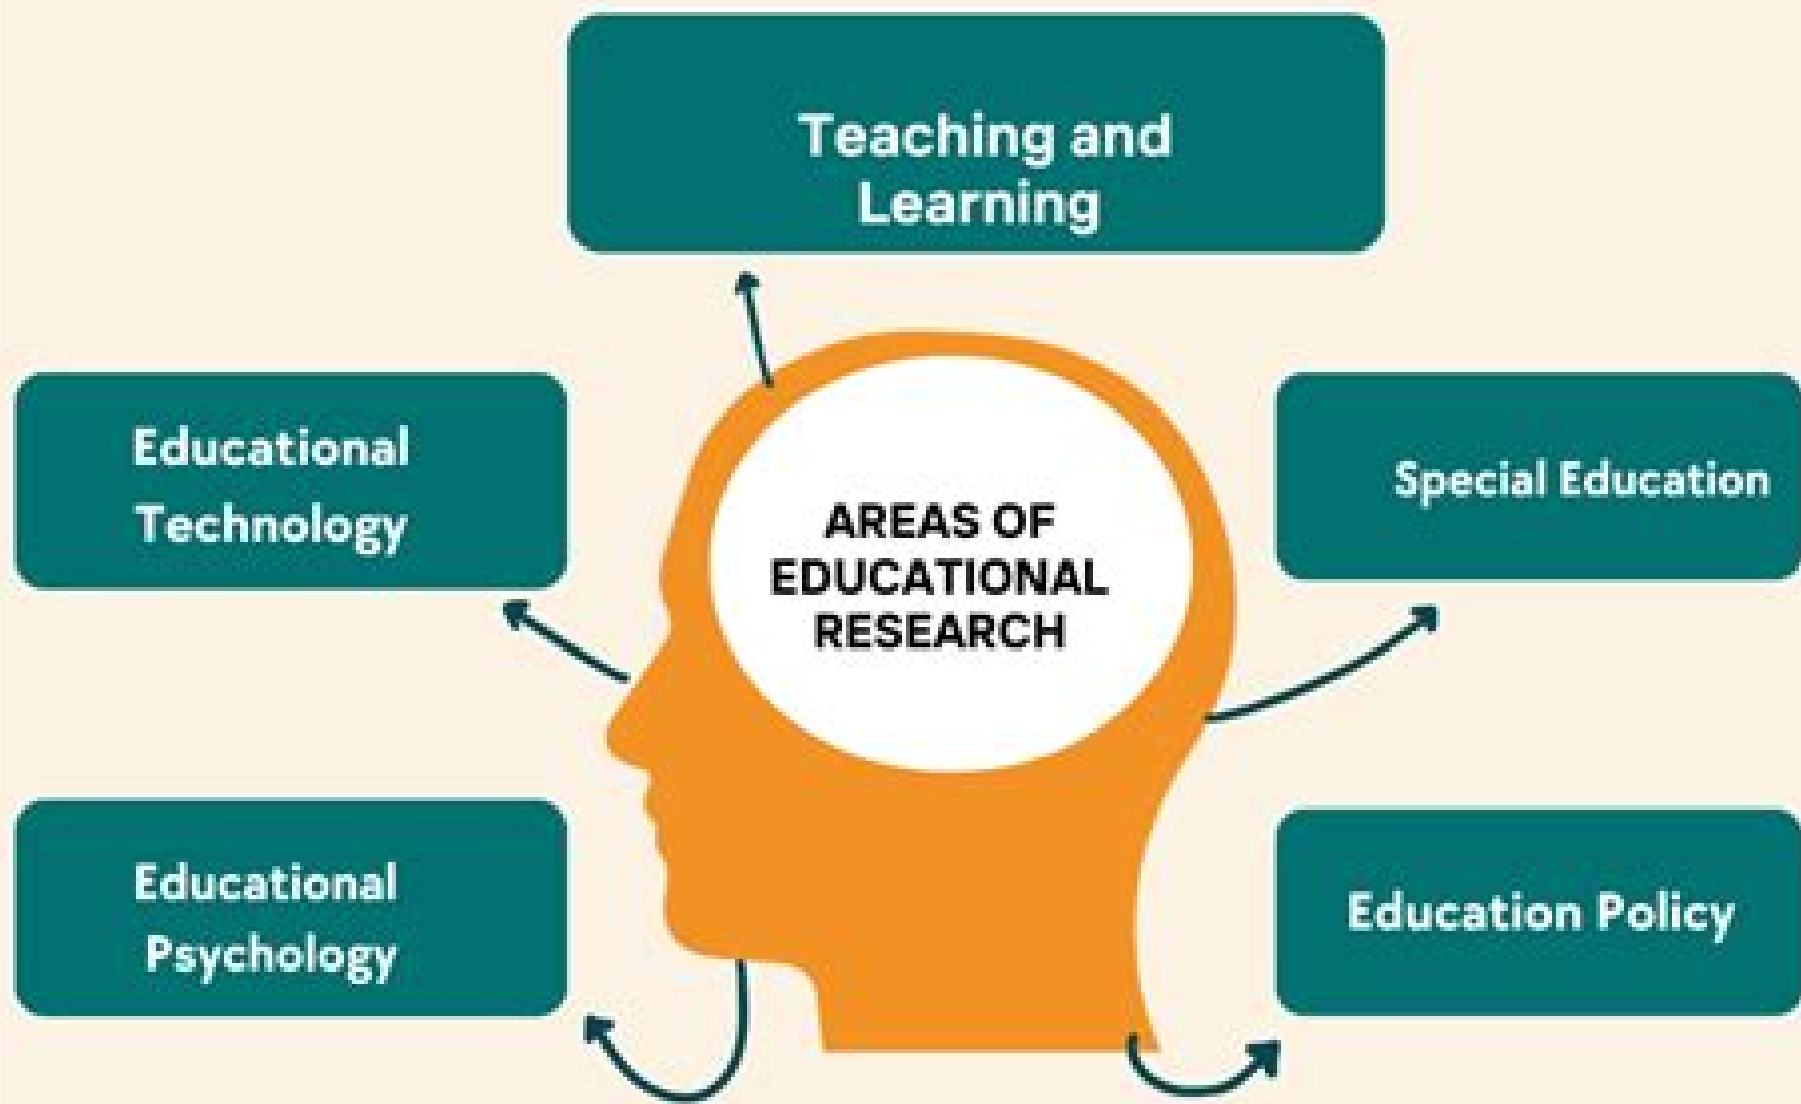 Teaching and
Learning
Educational
Technology
Special Education
AREAS OF
EDUCATIONAL
RESEARCH
Educational
Psychology
Education Policy